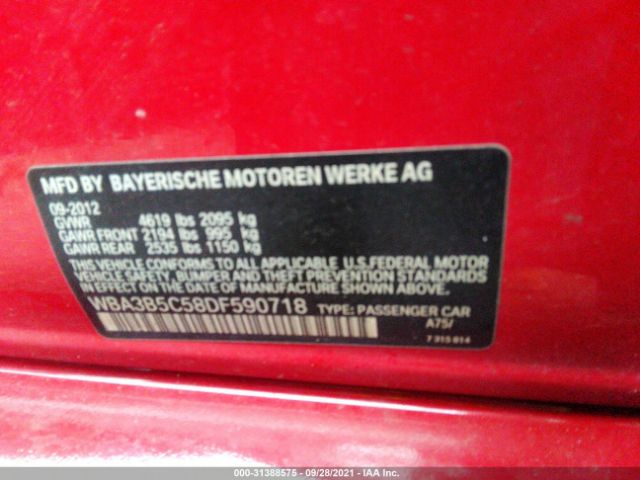 MFD BY BAYERISCHE MOTOREN WERKE AG
09-2012
GVWR 4619 lbs 2095 kg
GAWR FRONT 2194 lbs 995 kg
GAWR REAR 2535 lbs 1150 kg
THIS VEHICLE CONFORMS TO ALL APPLICABLE U.S.FEDERAL MOTOR
VEHICLE SAFETY, BUMPER, AND THEFT PREVENTION STANDARDS
IN EFFECT ON THE DATE OF MANUFACTURE SHOWN ABOVE.
WBA3B5C58DF590718 TYPE: PASSENGER CAR
A75/
7 315 614
000-31388575 | 09/28/2021 | IAA Inc.